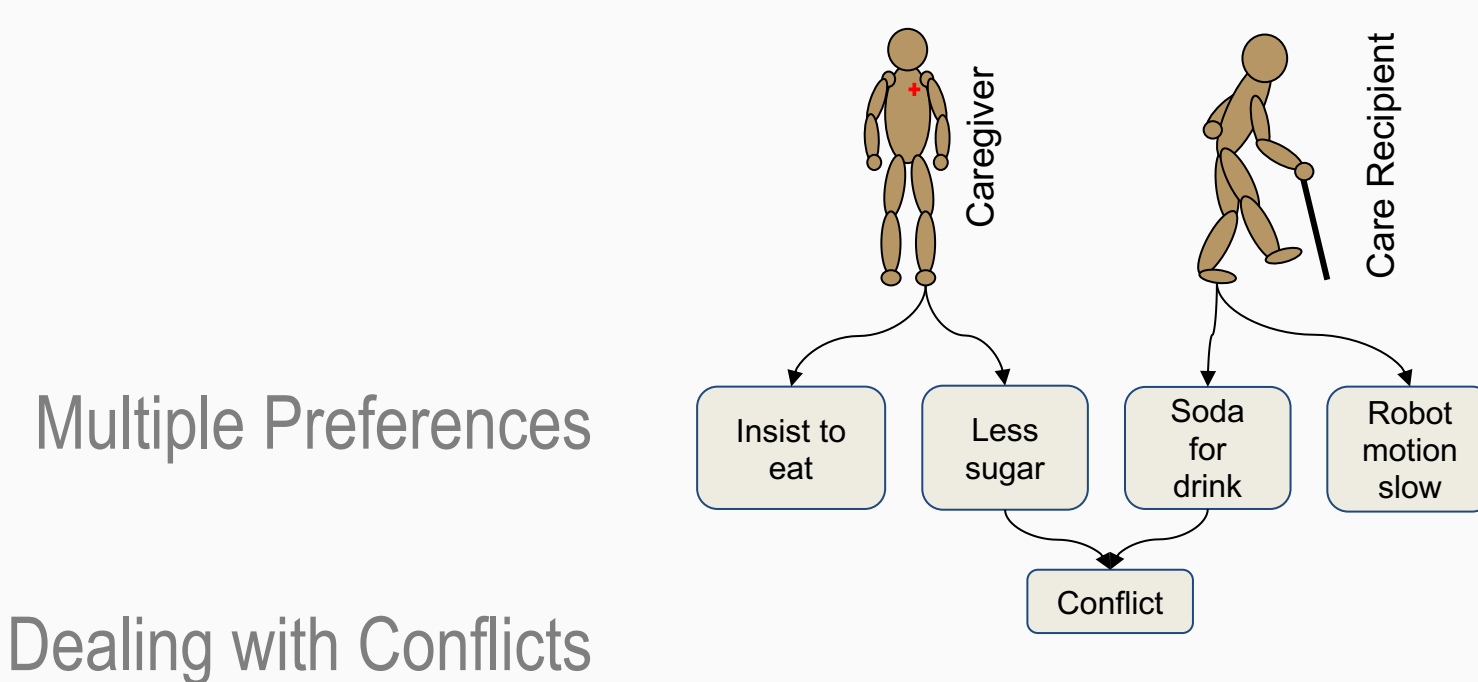 Caregiver
Care Recipient
Multiple Preferences
Insist to
eat
Less
sugar
Soda
for
drink
Robot
motion
slow
Conflict
Dealing with Conflicts